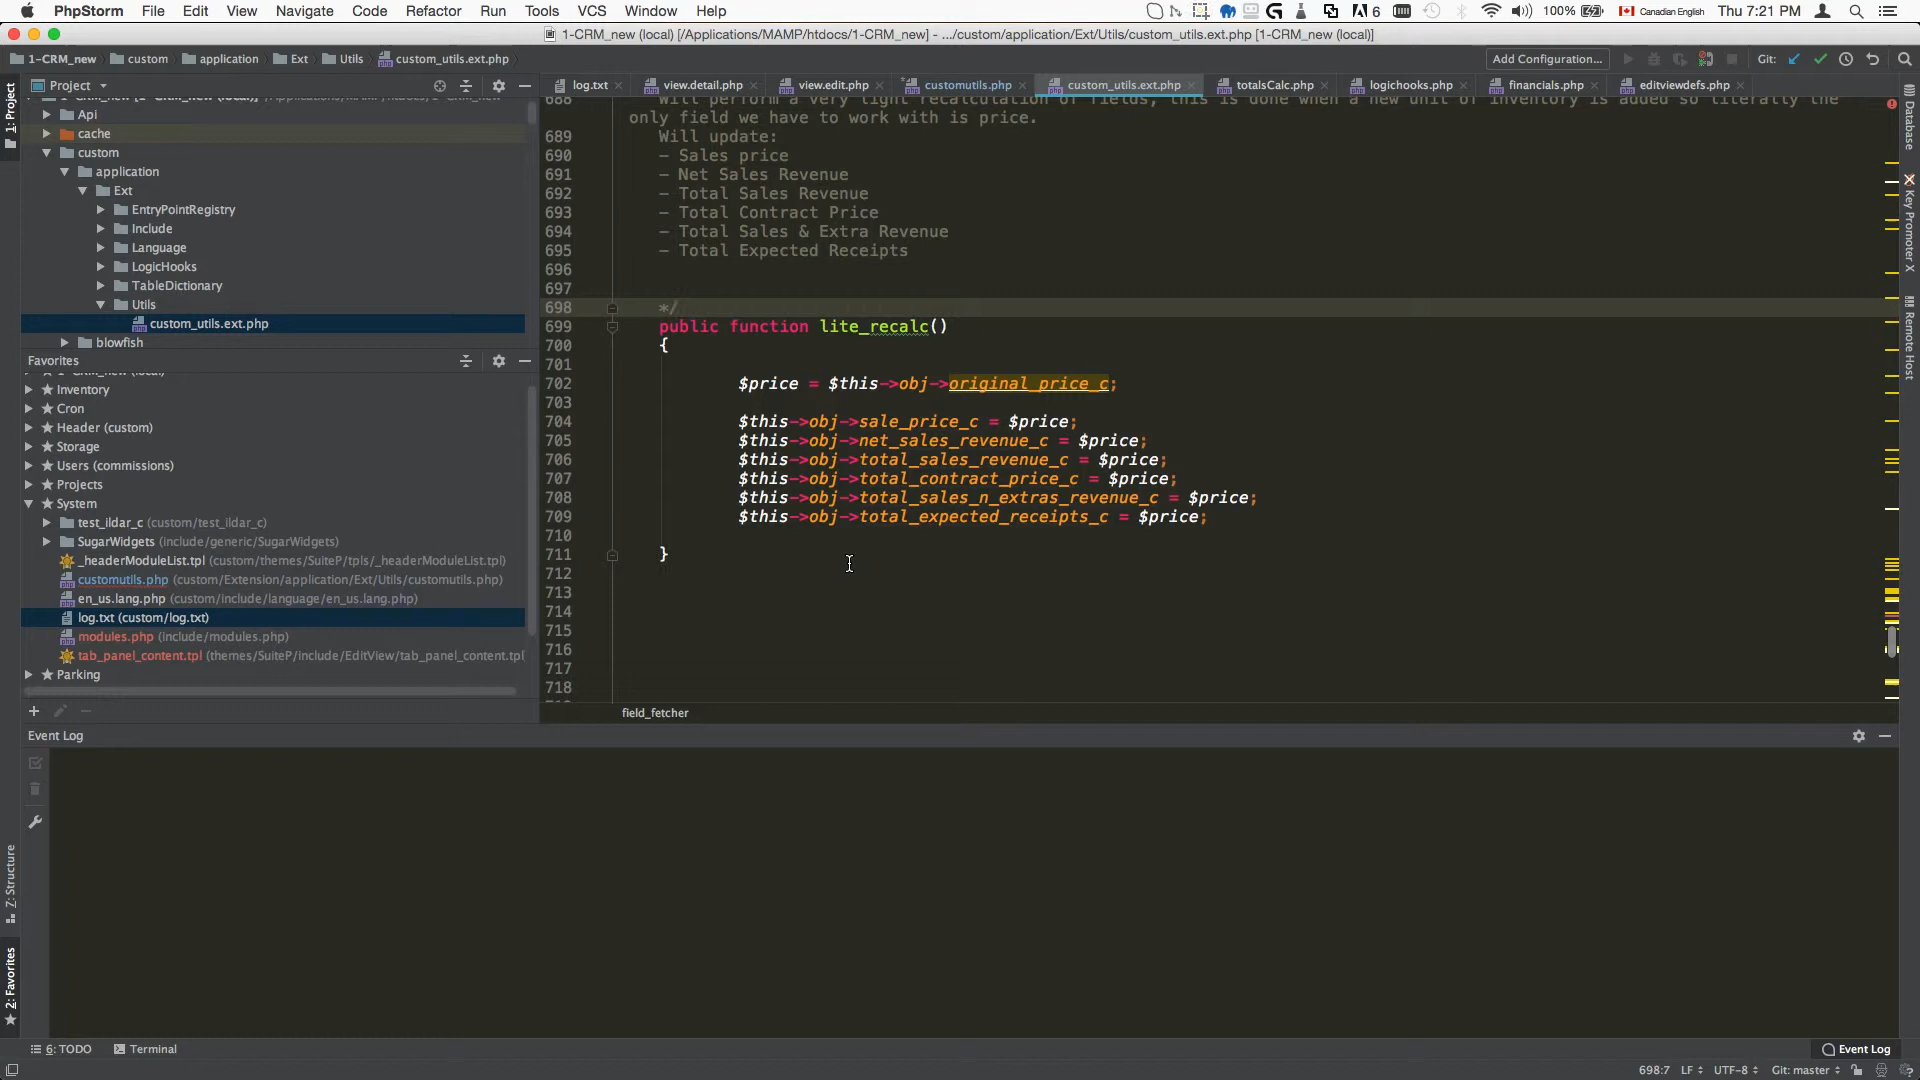 PhpStorm File Edit View Navigate Code Refactor Run Tools VCS Window Help 6 100% Canadian English Thu 7:21 PM
1-CRM_new (local) [/Applications/MAMP/htdocs/1-CRM_new] - .../custom/application/Ext/Utils/custom_utils.ext.php [1-CRM_new (local)]
1-CRM_new custom application Ext Utils custom_utils.ext.php Add Configuration... Git:
Project
log.txt view.detail.php view.edit.php customutils.php custom_utils.ext.php totalsCalc.php logichooks.php financials.php editviewdefs.php
1: Project
Api
cache
custom
application
Ext
EntryPointRegistry
Include
Language
LogicHooks
TableDictionary
Utils
custom_utils.ext.php
blowfish
Favorites
Inventory
Cron
Header (custom)
Storage
Users (commissions)
Projects
System
test_ildar_c (custom/test_ildar_c)
SugarWidgets (include/generic/SugarWidgets)
_headerModuleList.tpl (custom/themes/SuiteP/tpls/_headerModuleList.tpl)
customutils.php (custom/Extension/application/Ext/Utils/customutils.php)
en_us.lang.php (custom/include/language/en_us.lang.php)
log.txt (custom/log.txt)
modules.php (include/modules.php)
tab_panel_content.tpl (themes/SuiteP/include/EditView/tab_panel_content.tpl
Parking
688 Will perform a very light recalculation of fields, this is done when a new unit of inventory is added so literally the
only field we have to work with is price.
689 Will update:
690 - Sales price
691 - Net Sales Revenue
692 - Total Sales Revenue
693 - Total Contract Price
694 - Total Sales & Extra Revenue
695 - Total Expected Receipts
696
697
698 */
699 public function lite_recalc()
700 {
701
702 $price = $this->obj->original_price_c;
703
704 $this->obj->sale_price_c = $price;
705 $this->obj->net_sales_revenue_c = $price;
706 $this->obj->total_sales_revenue_c = $price;
707 $this->obj->total_contract_price_c = $price;
708 $this->obj->total_sales_n_extras_revenue_c = $price;
709 $this->obj->total_expected_receipts_c = $price;
710
711 }
712
713
714
715
716
717
718
field_fetcher
Database
Key Promoter X
Remote Host
Event Log
7: Structure
2: Favorites
6: TODO Terminal Event Log
698:7 LF UTF-8 Git: master